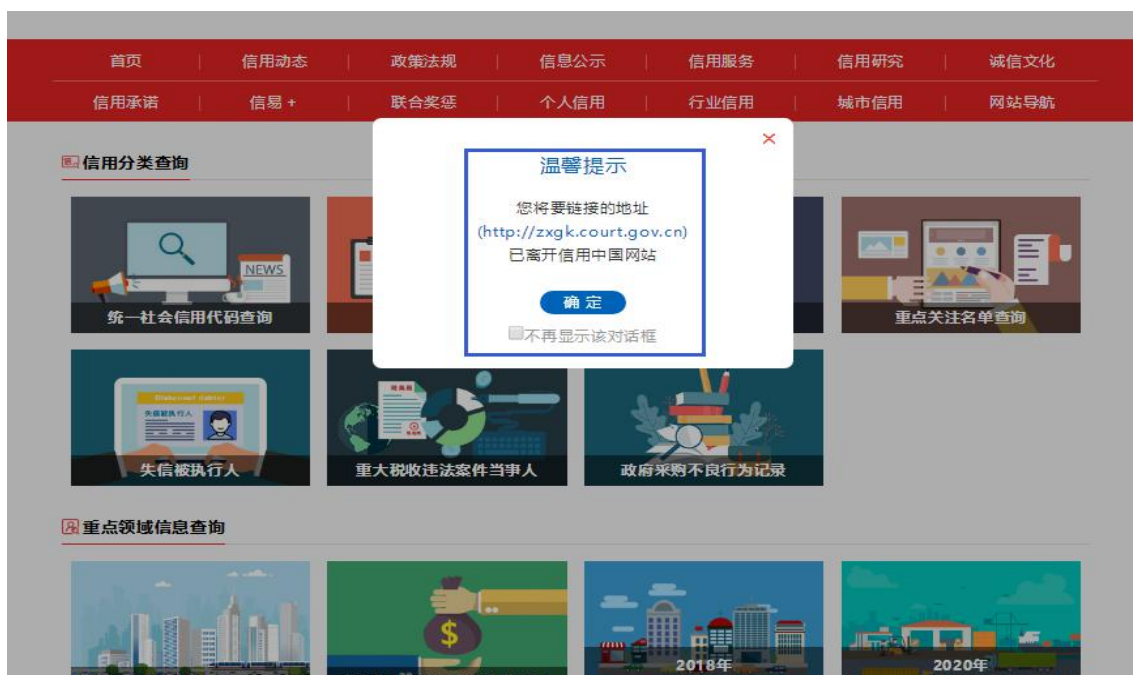 首页 信用动态 政策法规 信息公示 信用服务 信用研究 诚信文化
信用承诺 信易 + 联合奖惩 个人信用 行业信用 城市信用 网站导航
信用分类查询
温馨提示
您将要链接的地址
(http://zxgk.court.gov.cn)
已离开信用中国网站
确 定
不再显示该对话框
NEWS
统一社会信用代码查询
重点关注名单查询
失信被执行人
失信被执行人
重大税收违法案件当事人
政府采购不良行为记录
重点领域信息查询
2018年
2020年